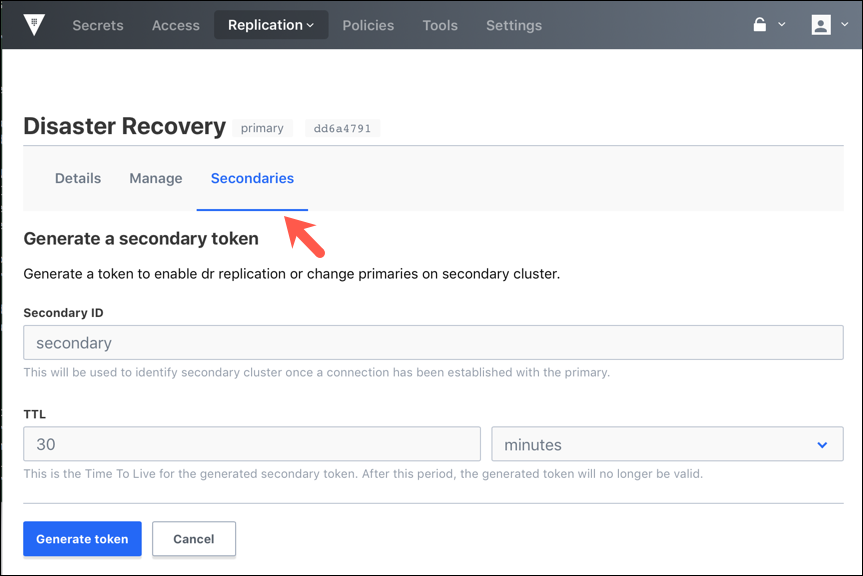 Secrets Access Replication Policies Tools Settings
Disaster Recovery primary dd6a4791
Details Manage Secondaries
Generate a secondary token
Generate a token to enable dr replication or change primaries on secondary cluster.
Secondary ID
secondary
This will be used to identify secondary cluster once a connection has been established with the primary.
TTL
30 minutes
This is the Time To Live for the generated secondary token. After this period, the generated token will no longer be valid.
Generate token Cancel